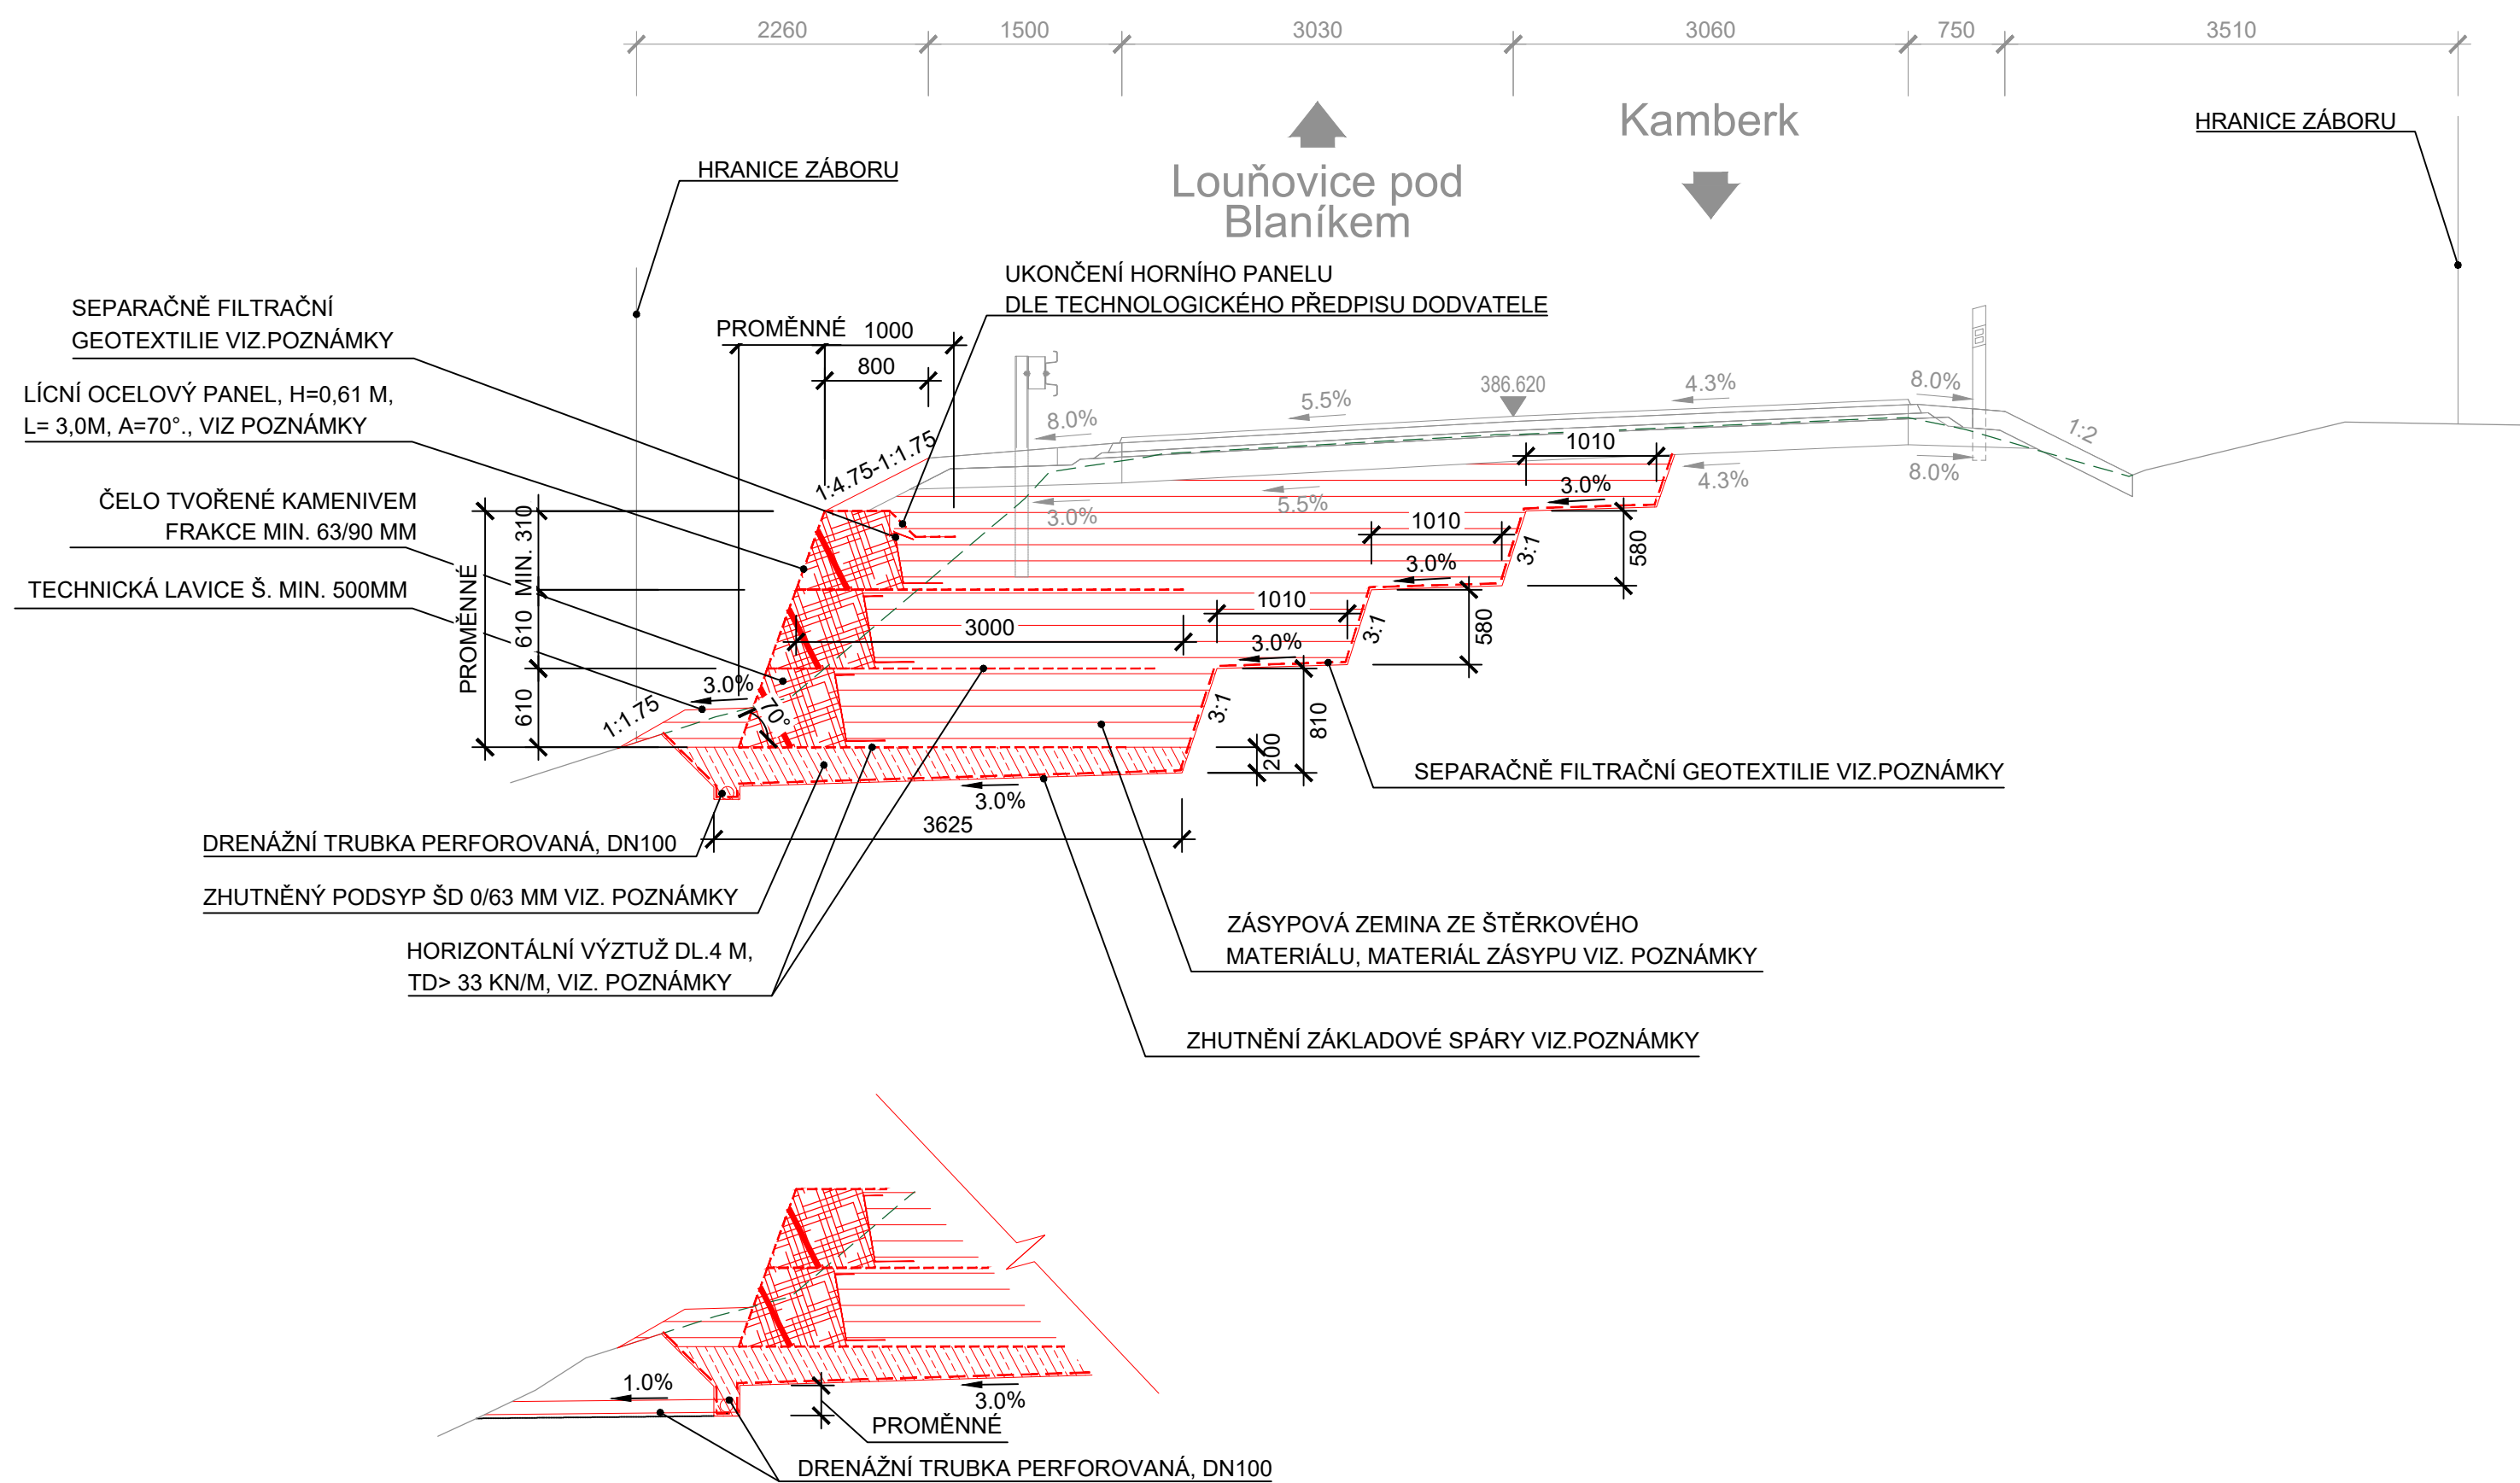 2260
1500
3030
3060
750
3510
HRANICE ZÁBORU
Kamberk
HRANICE ZÁBORU
Louňovice pod
Blaníkem
UKONČENÍ HORNÍHO PANELU
DLE TECHNOLOGICKÉHO PŘEDPISU DODVATELE
SEPARAČNĚ FILTRAČNÍ
GEOTEXTILIE VIZ.POZNÁMKY
PROMĚNNÉ
1000
800
LÍCNÍ OCELOVÝ PANEL, H=0,61 M,
L= 3,0M, A=70°., VIZ POZNÁMKY
ČELO TVOŘENÉ KAMENIVEM
FRAKCE MIN. 63/90 MM
TECHNICKÁ LAVICE Š. MIN. 500MM
8.0%
5.5%
386.620
4.3%
8.0%
1:2
1:4.75-1:1.75
1010
3.0%
5.5%
3.0%
4.3%
8.0%
PROMĚNNÉ
MIN. 310
610
610
1010
3.0%
3:1
580
1010
3.0%
3:1
580
3000
3.0%
1:1.75
70°
3:1
810
200
3.0%
3625
SEPARAČNĚ FILTRAČNÍ GEOTEXTILIE VIZ.POZNÁMKY
DRENÁŽNÍ TRUBKA PERFOROVANÁ, DN100
ZHUTNĚNÝ PODSYP ŠD 0/63 MM VIZ. POZNÁMKY
HORIZONTÁLNÍ VÝZTUŽ DL.4 M,
TD> 33 KN/M, VIZ. POZNÁMKY
ZÁSYPOVÁ ZEMINA ZE ŠTĚRKOVÉHO
MATERIÁLU, MATERIÁL ZÁSYPU VIZ. POZNÁMKY
ZHUTNĚNÍ ZÁKLADOVÉ SPÁRY VIZ.POZNÁMKY
1.0%
3.0%
PROMĚNNÉ
DRENÁŽNÍ TRUBKA PERFOROVANÁ, DN100